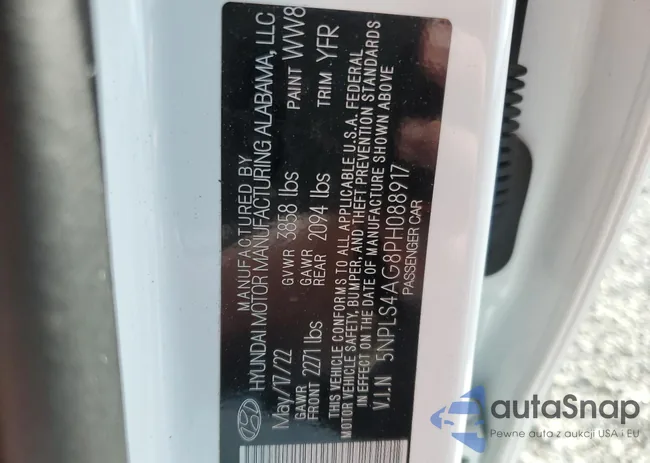 MANUFACTURED BY
HYUNDAI MOTOR MANUFACTURING ALABAMA, LLC
May/17/22 GVWR 3858 lbs PAINT WW8
GAWR FRONT 2271 lbs GAWR REAR 2094 lbs TRIM YFR
THIS VEHICLE CONFORMS TO ALL APPLICABLE U.S.A. FEDERAL
MOTOR VEHICLE SAFETY, BUMPER, AND THEFT PREVENTION STANDARDS
IN EFFECT ON THE DATE OF MANUFACTURE SHOWN ABOVE
V.I.N 5NPLS4AG8PH088917
PASSENGER CAR
autaSnap
Pewne auta z aukcji USA i EU